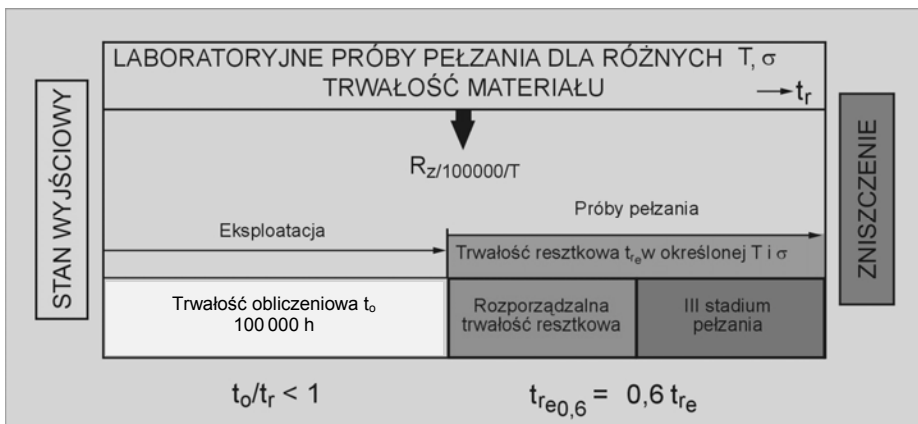 LABORATORYJNE PRÓBY PEŁZANIA DLA RÓŻNYCH T, σ
TRWAŁOŚĆ MATERIAŁU
→ tr
STAN WYJŚCIOWY
ZNISZCZENIE
Rz/100000/T
Próby pełzania
Eksploatacja
Trwałość resztkowa tre w określonej T i σ
Trwałość obliczeniowa to
100 000 h
Rozporządzalna
trwałość resztkowa
III stadium
pełzania
to/tr < 1
tre0,6 = 0,6 tre